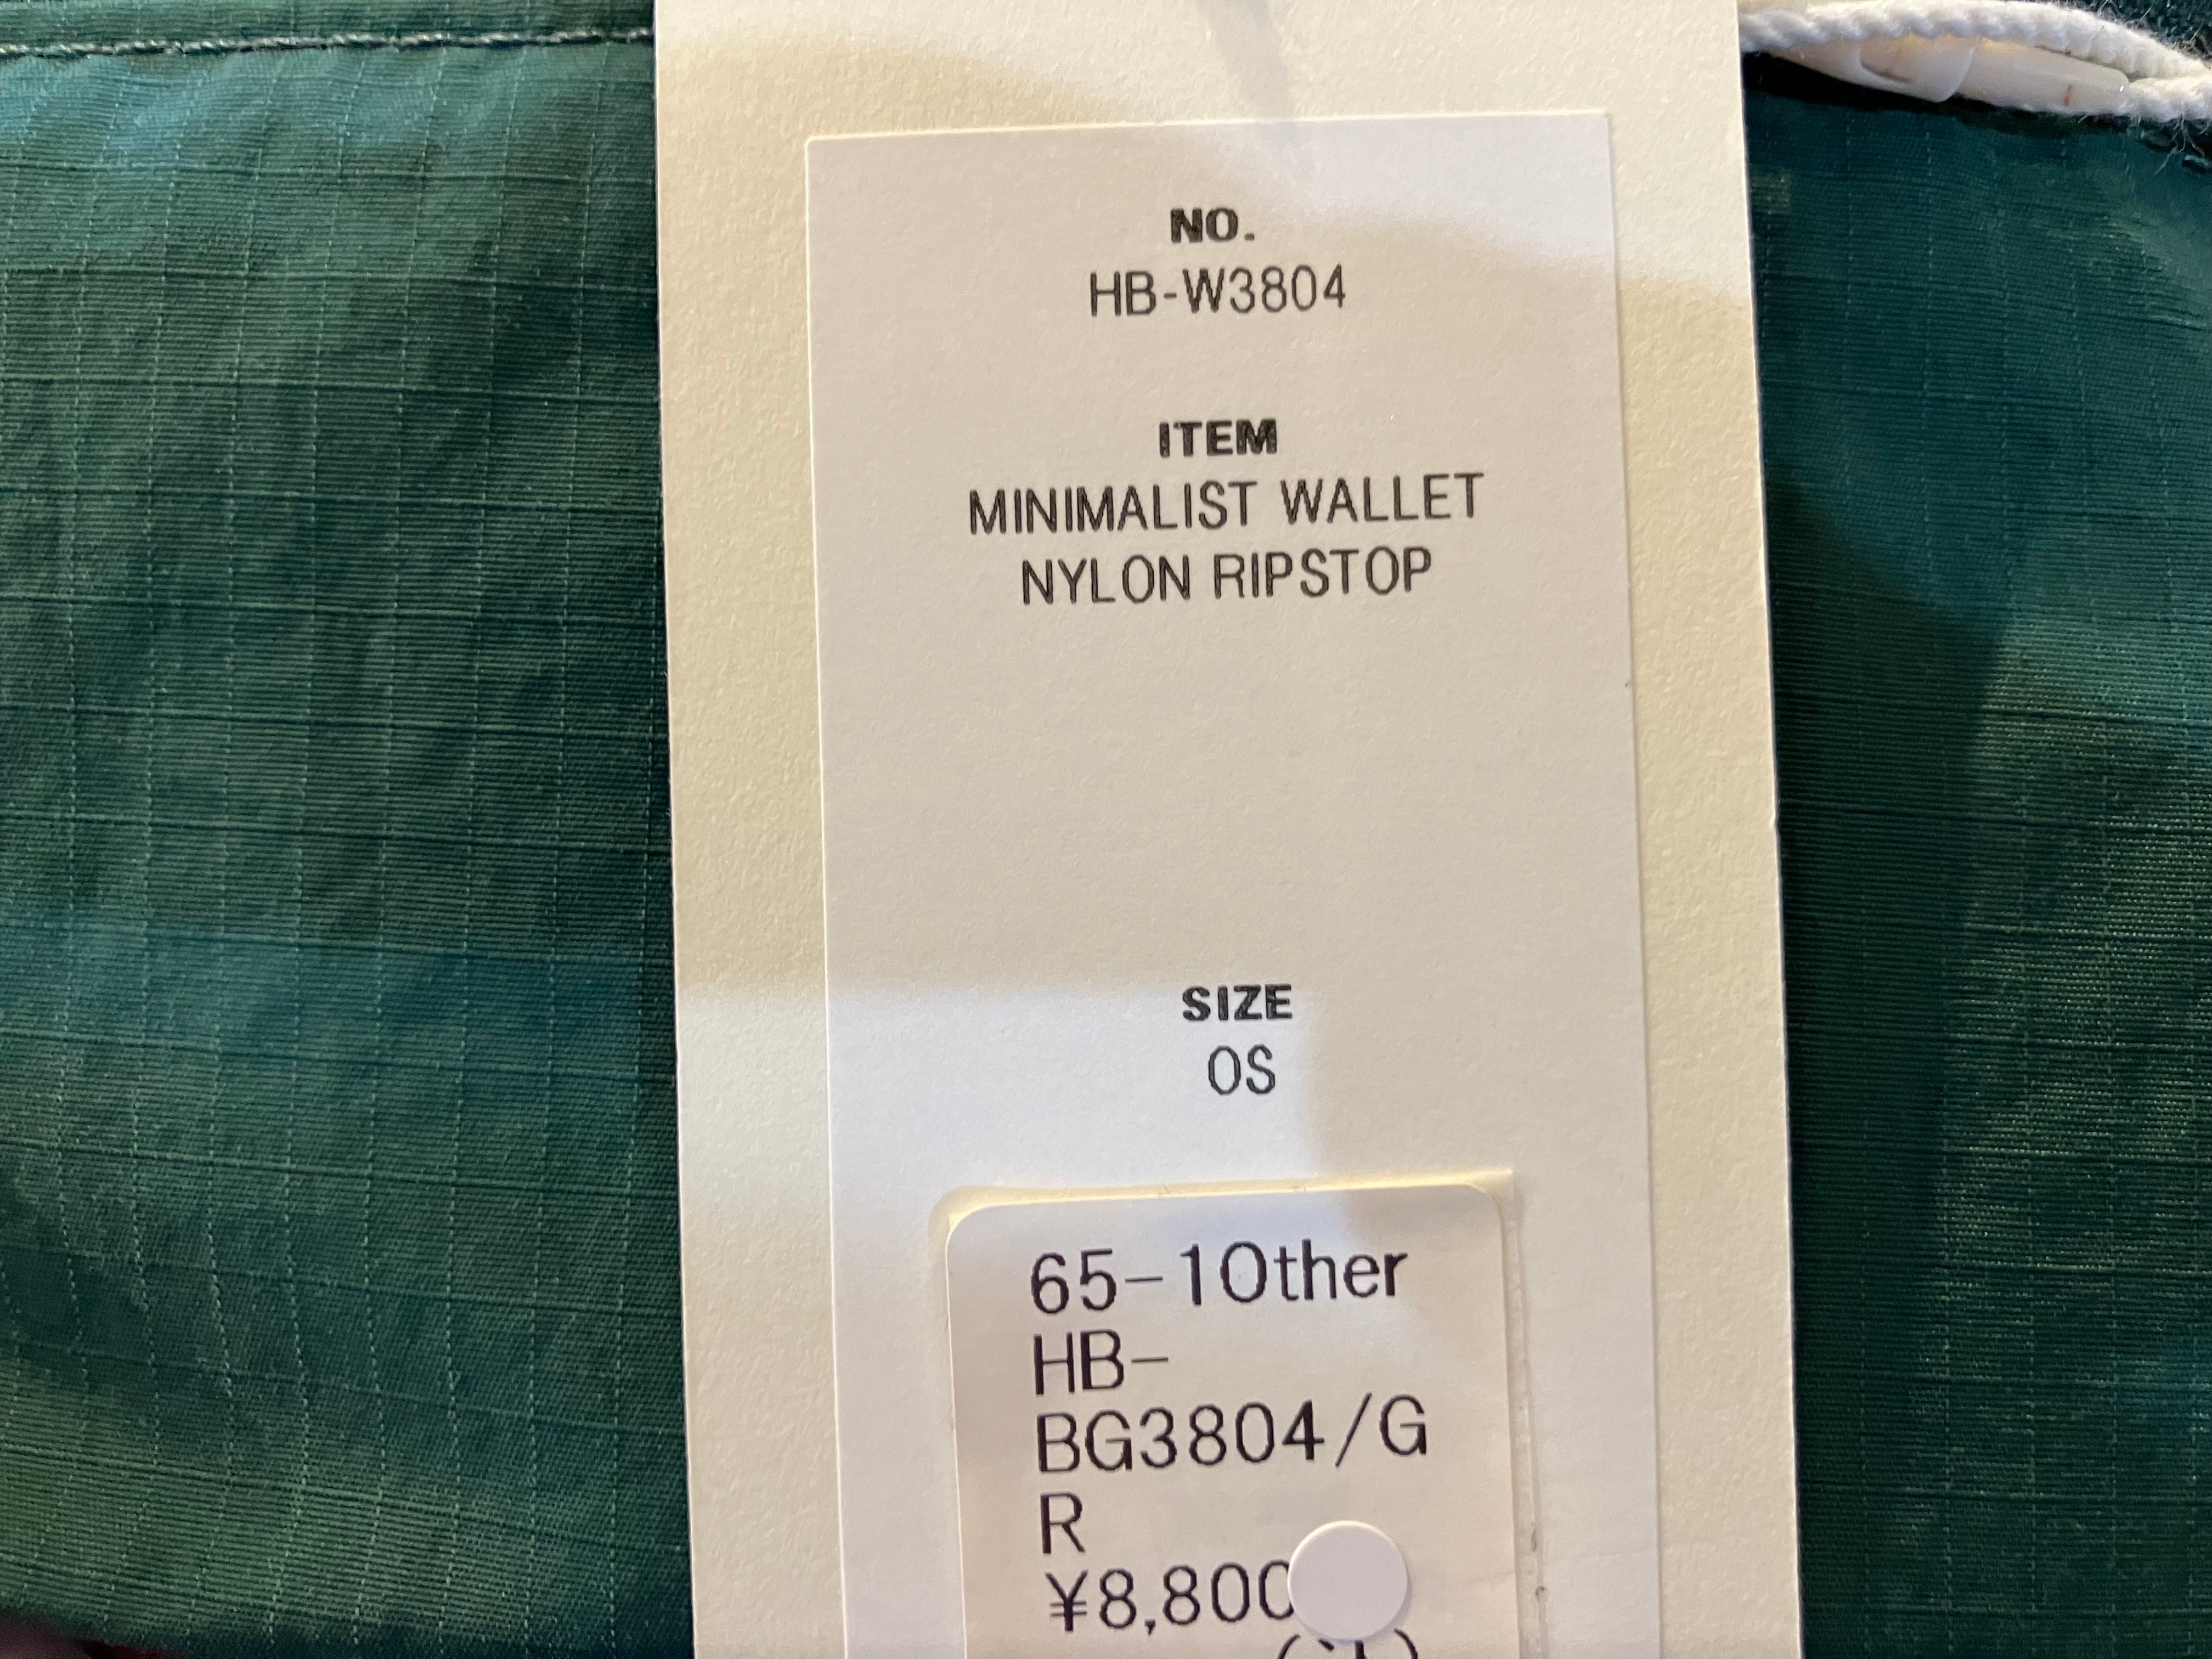 NO.
HB-W3804
ITEM
MINIMALIST WALLET
NYLON RIPSTOP
SIZE
OS
65-1Other
HB-
BG3804/G
R
¥8,800